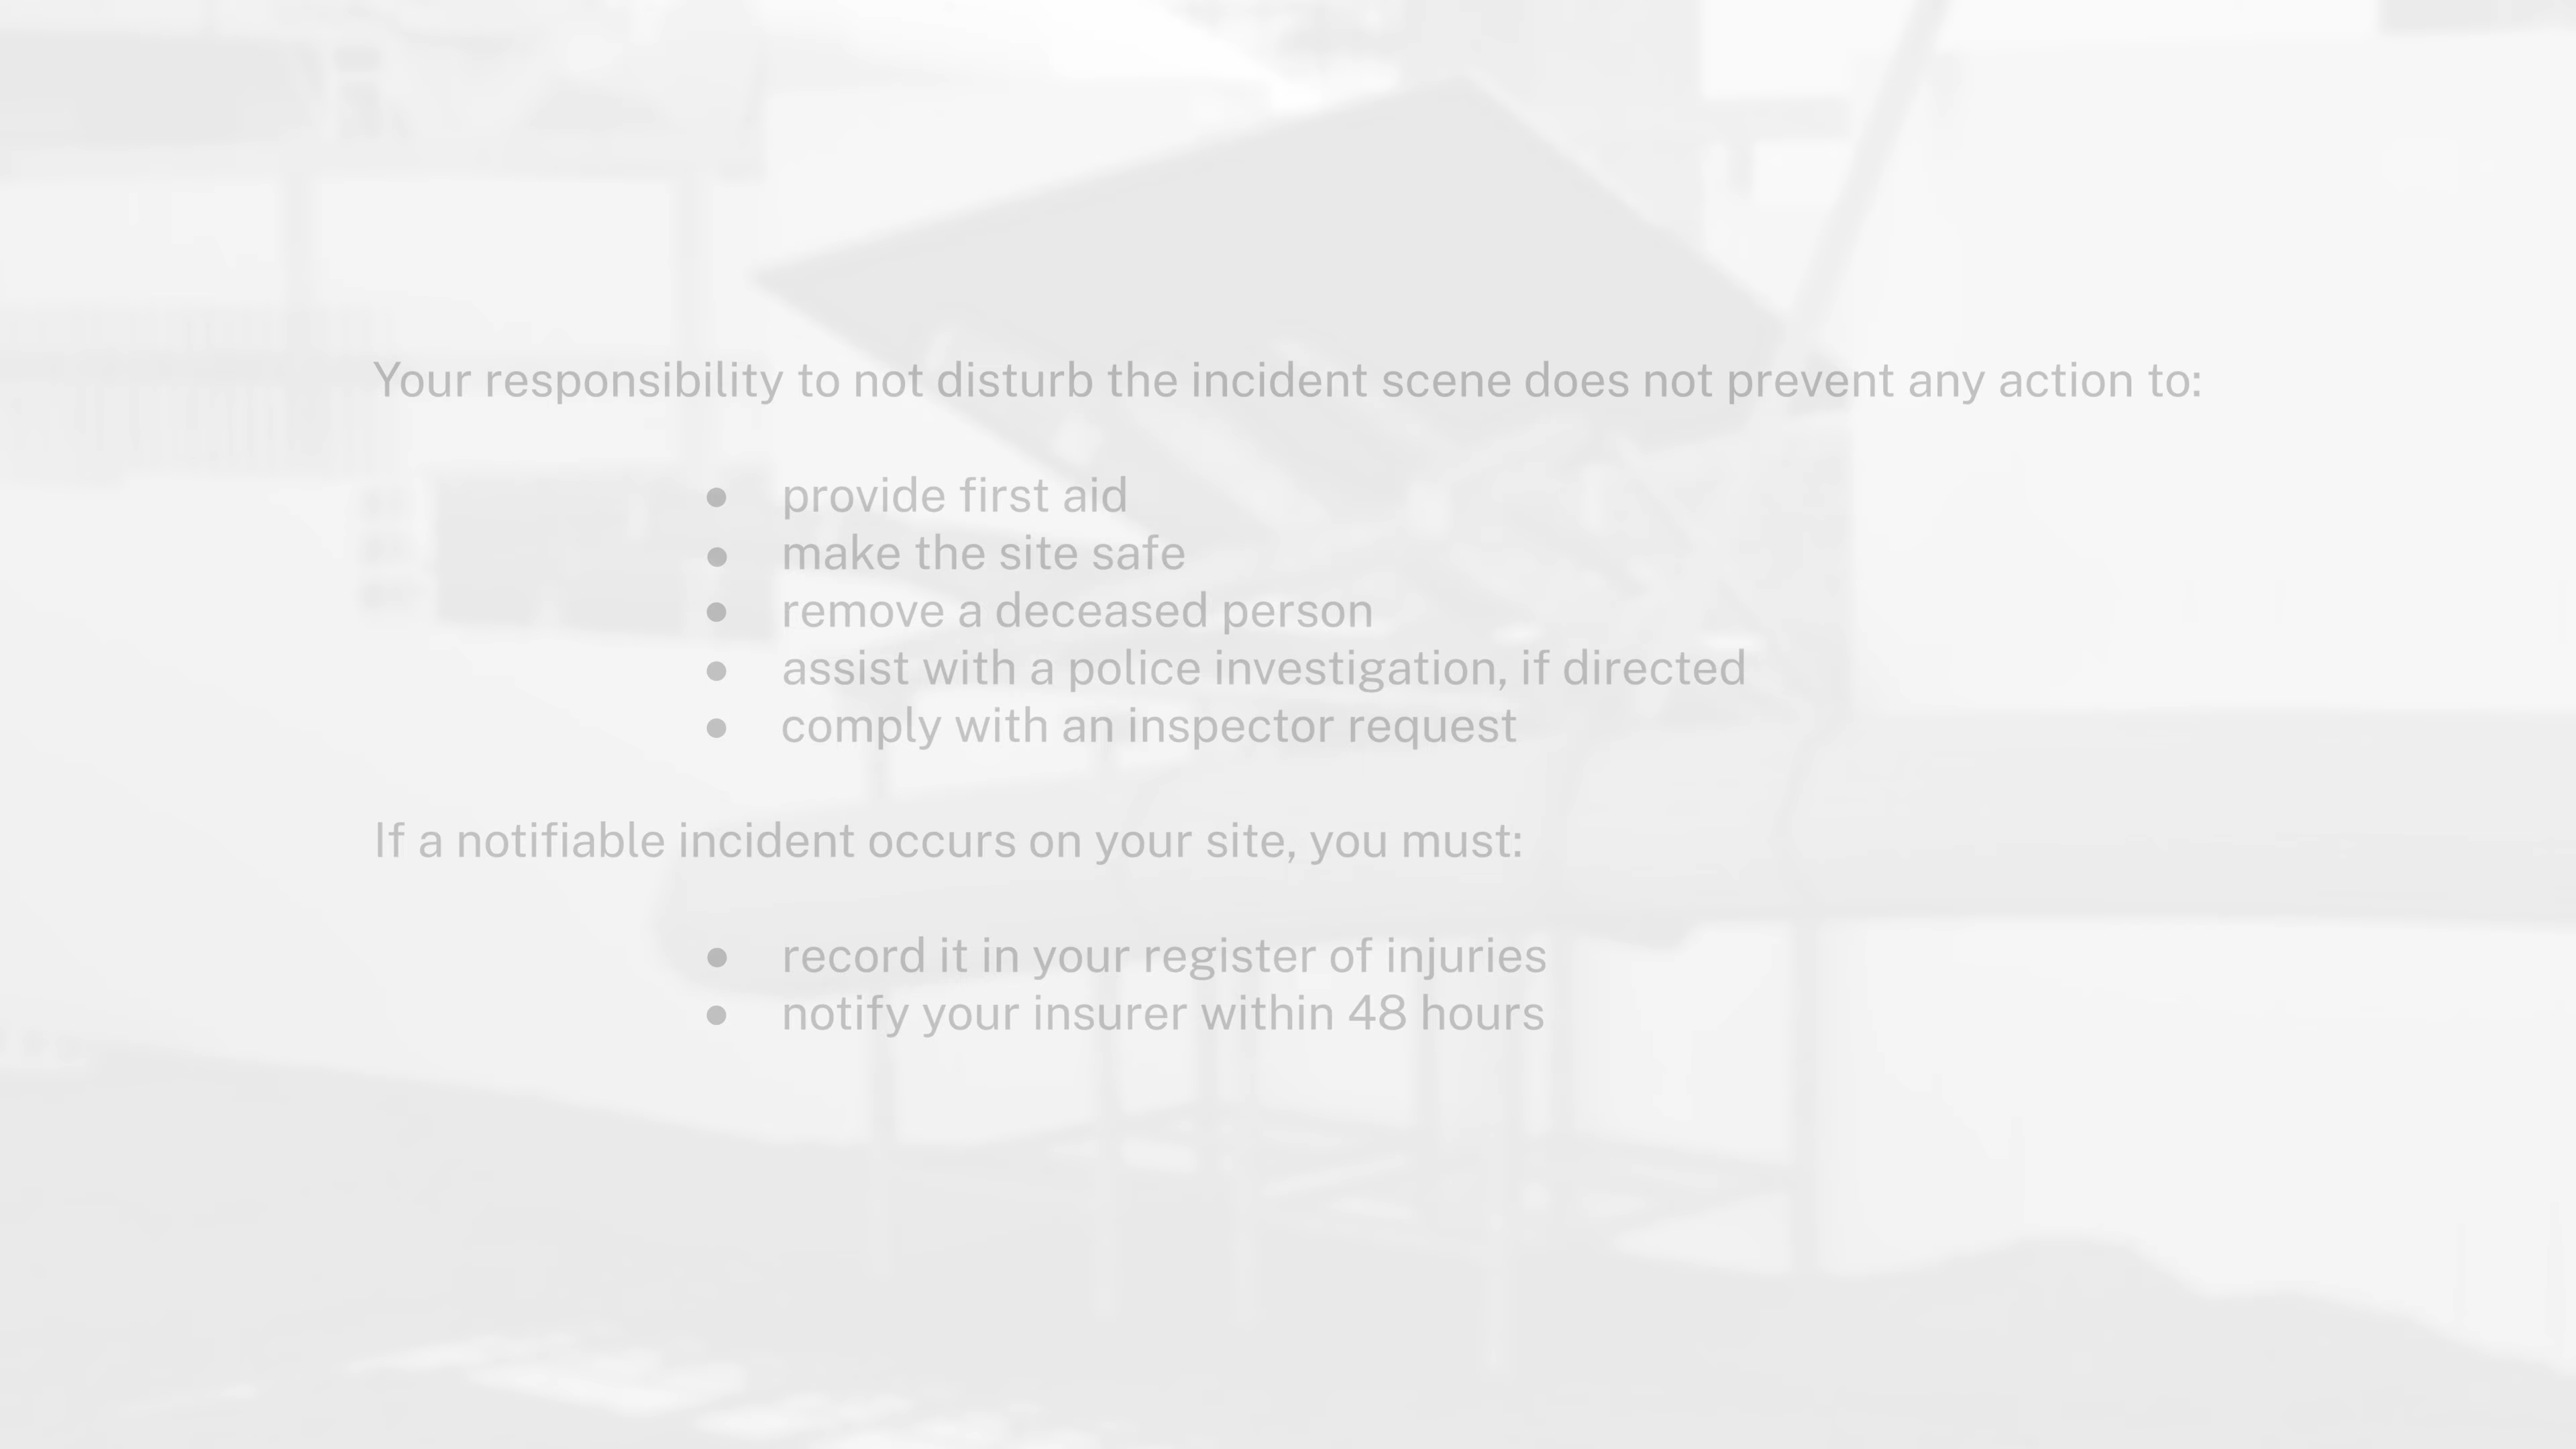 Your responsibility to not disturb the incident scene does not prevent any action to:
● provide first aid
● make the site safe
● remove a deceased person
● assist with a police investigation, if directed
● comply with an inspector request
If a notifiable incident occurs on your site, you must:
● record it in your register of injuries
● notify your insurer within 48 hours